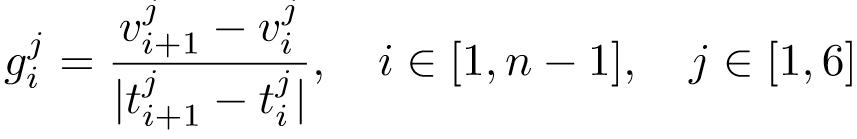 $g_i^j = \frac{v_{i+1}^j - v_i^j}{|t_{i+1}^j - t_i^j|}, \quad i \in [1, n-1], \quad j \in [1, 6]$